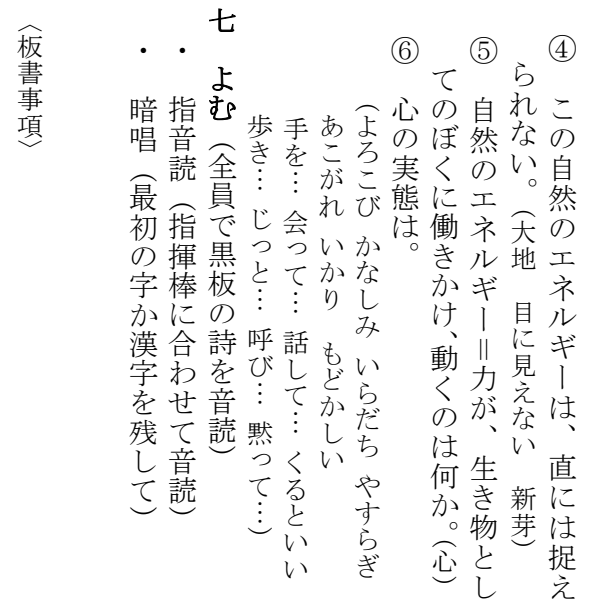 ④ この自然のエネルギーは、直には捉え
られない。（大地 目に見えない 新芽）
⑤ 自然のエネルギー＝力が、生き物とし
てのぼくに働きかけ、動くのは何か。（心）
⑥ 心の実態は。
（よろこび かなしみ いらだち やすらぎ
あこがれ いかり もどかしい
手を… 会って… 話して… くるといい
歩き… じっと… 呼び… 黙って…）
七 よむ（全員で黒板の詩を音読）
・ 指音読（指揮棒に合わせて音読）
・ 暗唱（最初の字か漢字を残して）
〈板書事項〉